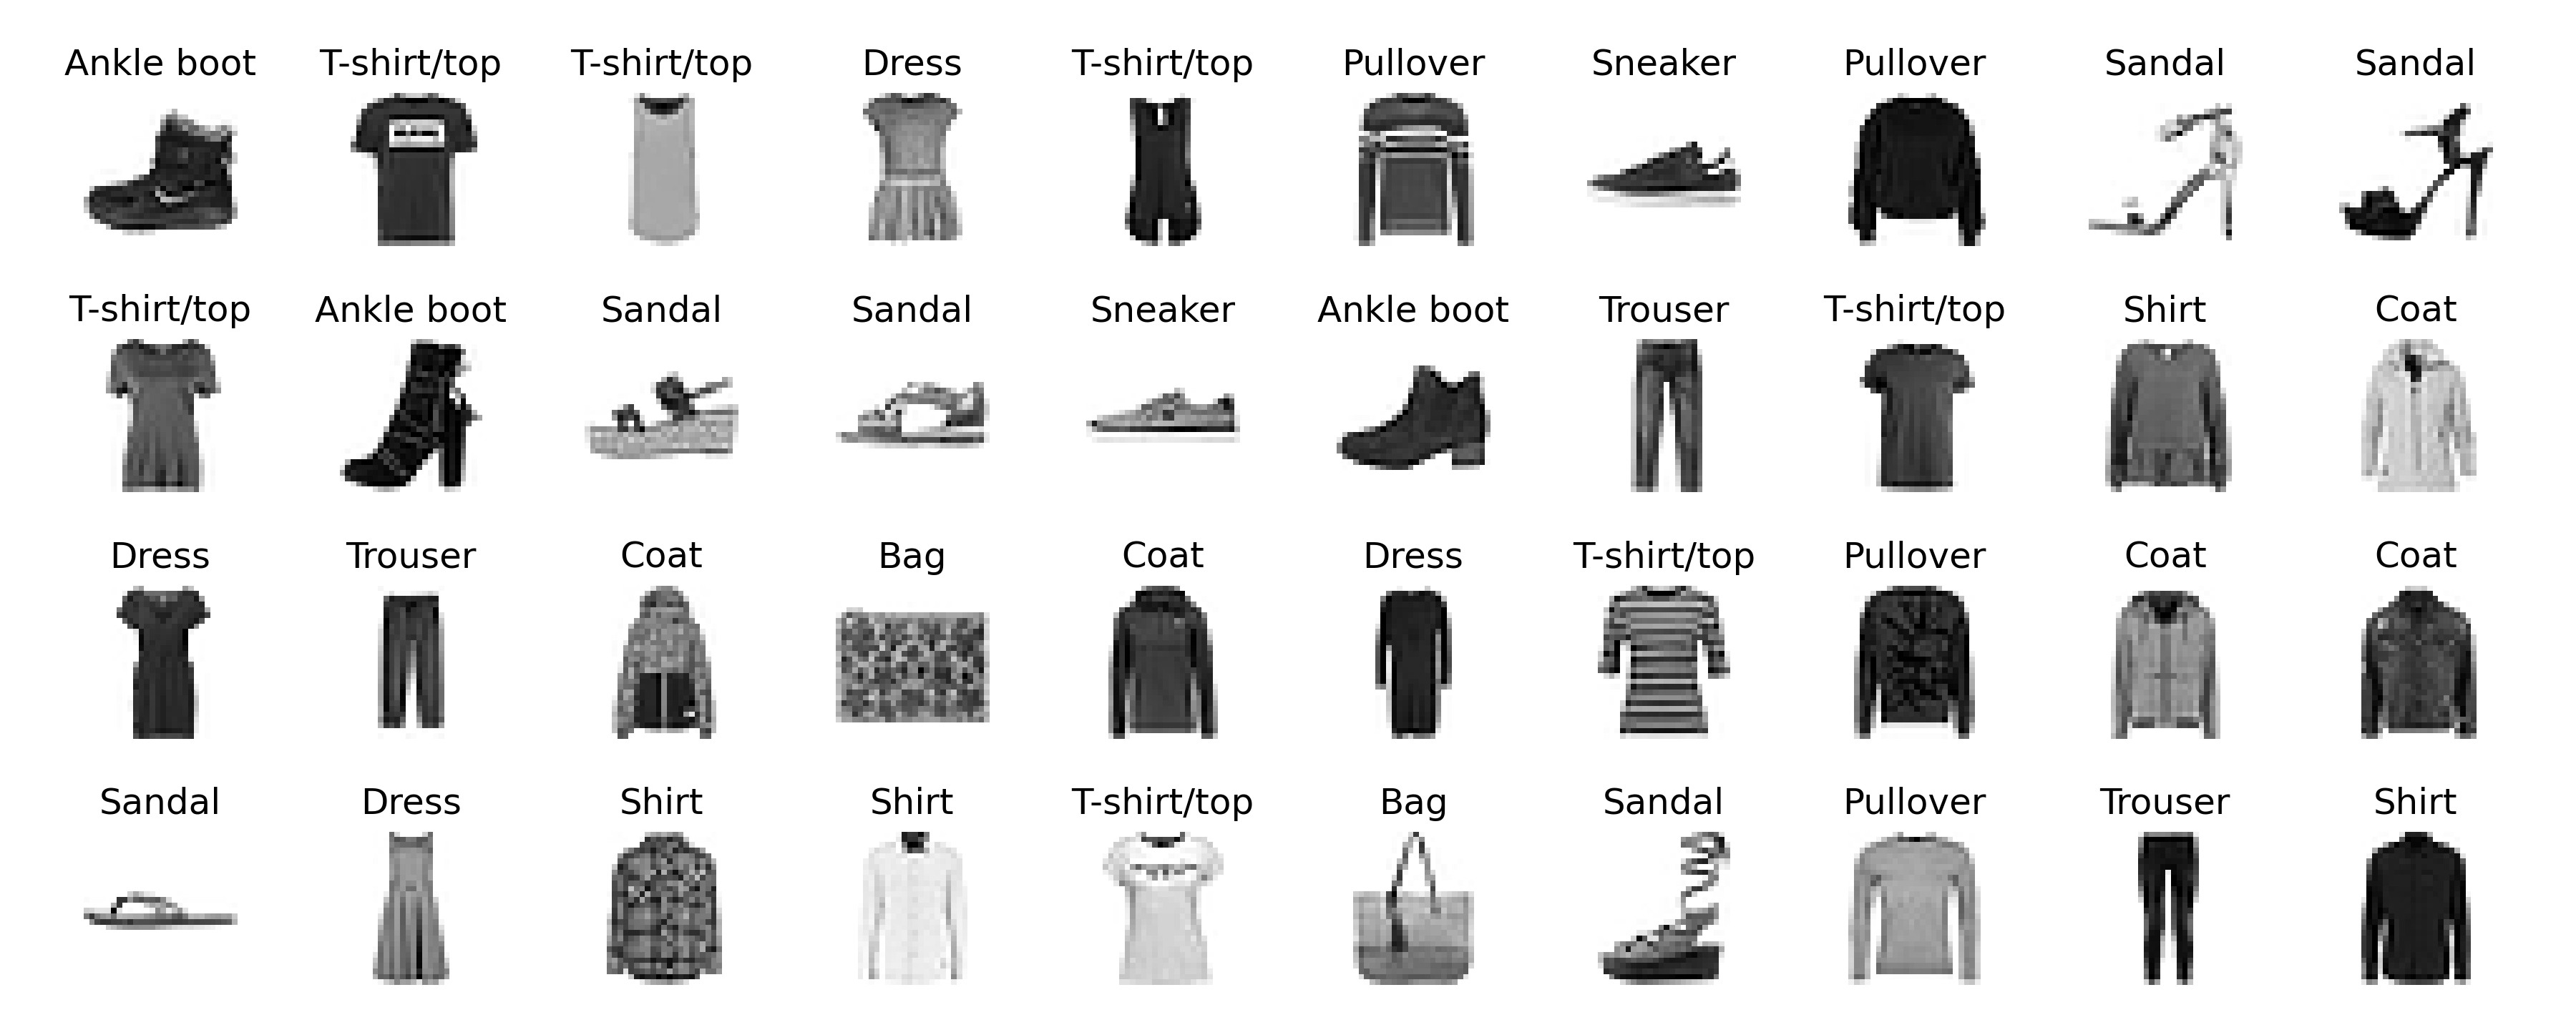 Ankle boot T-shirt/top T-shirt/top Dress T-shirt/top Pullover Sneaker Pullover Sandal Sandal
T-shirt/top Ankle boot Sandal Sandal Sneaker Ankle boot Trouser T-shirt/top Shirt Coat
Dress Trouser Coat Bag Coat Dress T-shirt/top Pullover Coat Coat
Sandal Dress Shirt Shirt T-shirt/top Bag Sandal Pullover Trouser Shirt